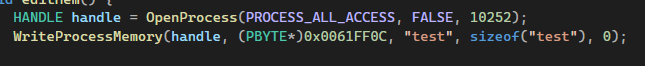 () {
HANDLE handle = OpenProcess(PROCESS_ALL_ACCESS, FALSE, 10252);
WriteProcessMemory(handle, (PBYTE*)0x0061FF0C, "test", sizeof("test"), 0);